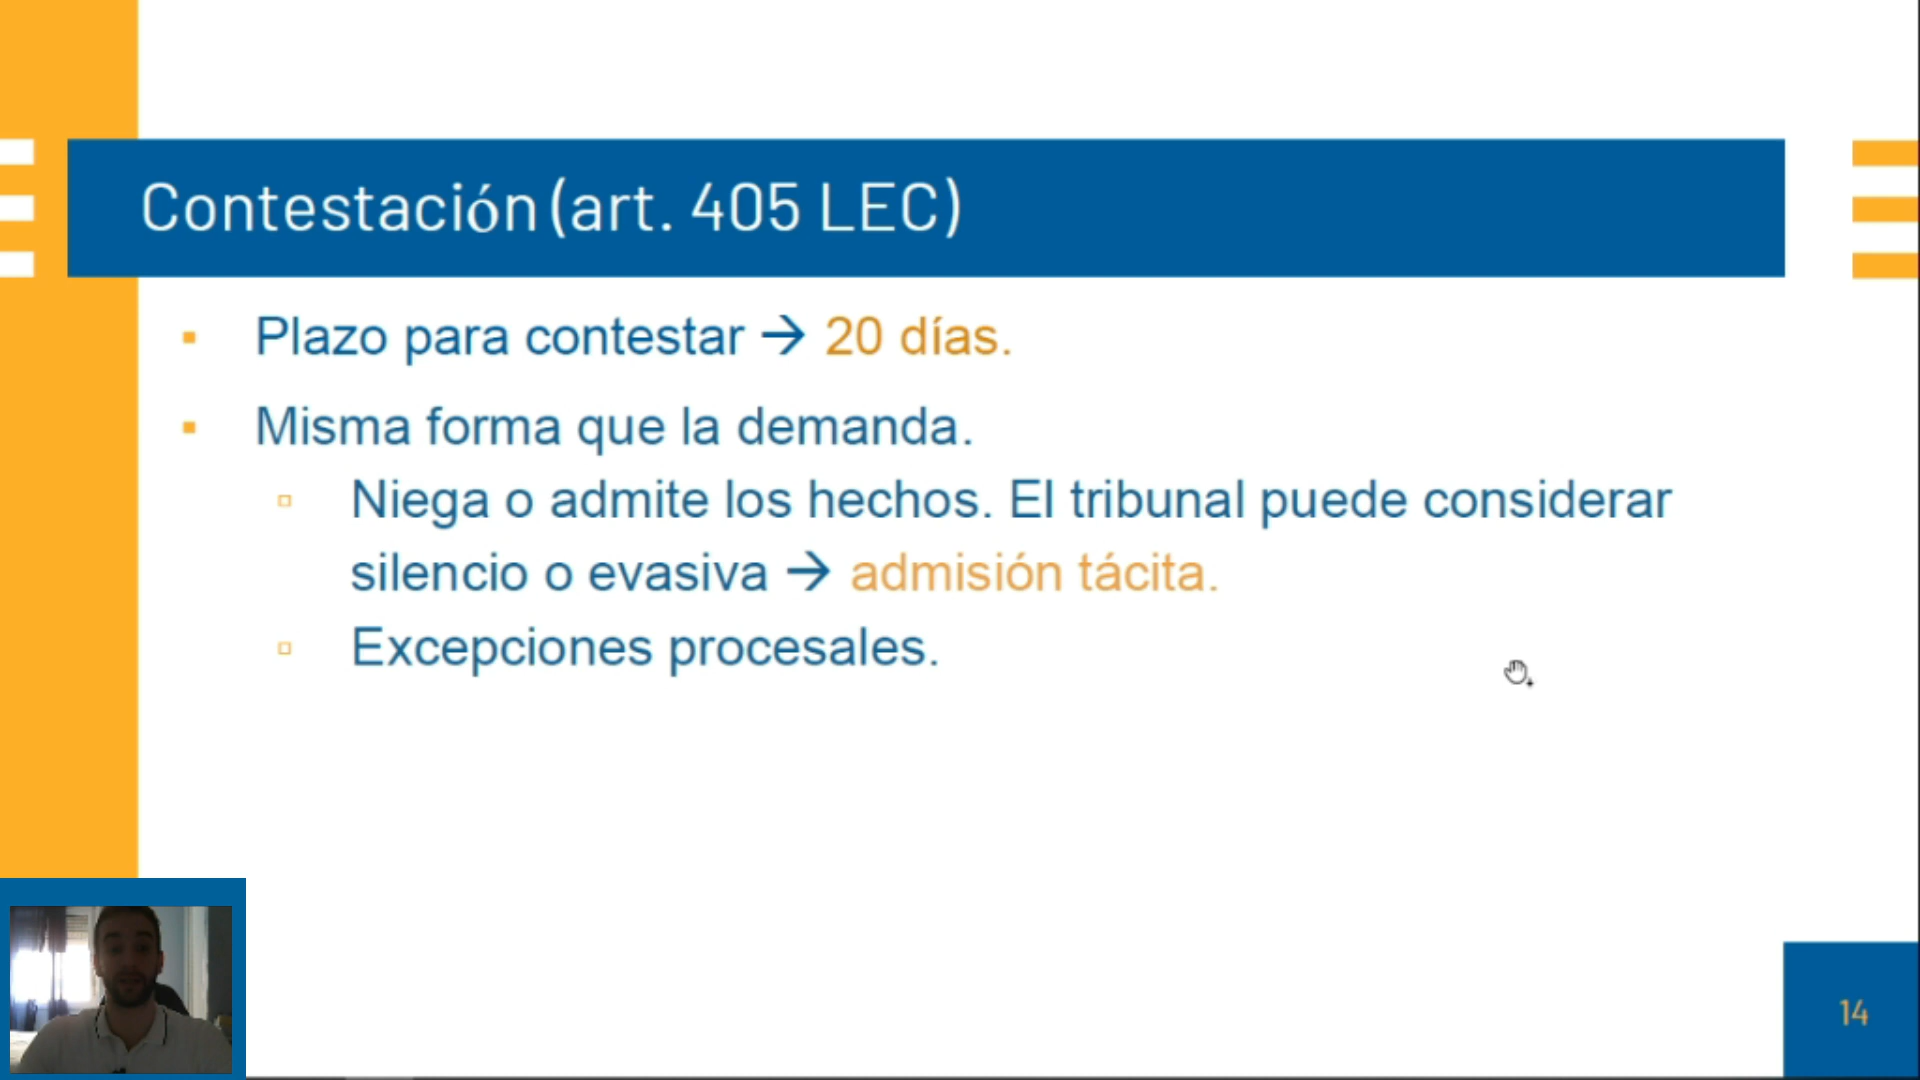 Contestación (art. 405 LEC)
▪ Plazo para contestar → 20 días.
▪ Misma forma que la demanda.
▫ Niega o admite los hechos. El tribunal puede considerar
silencio o evasiva → admisión tácita.
▫ Excepciones procesales.
14